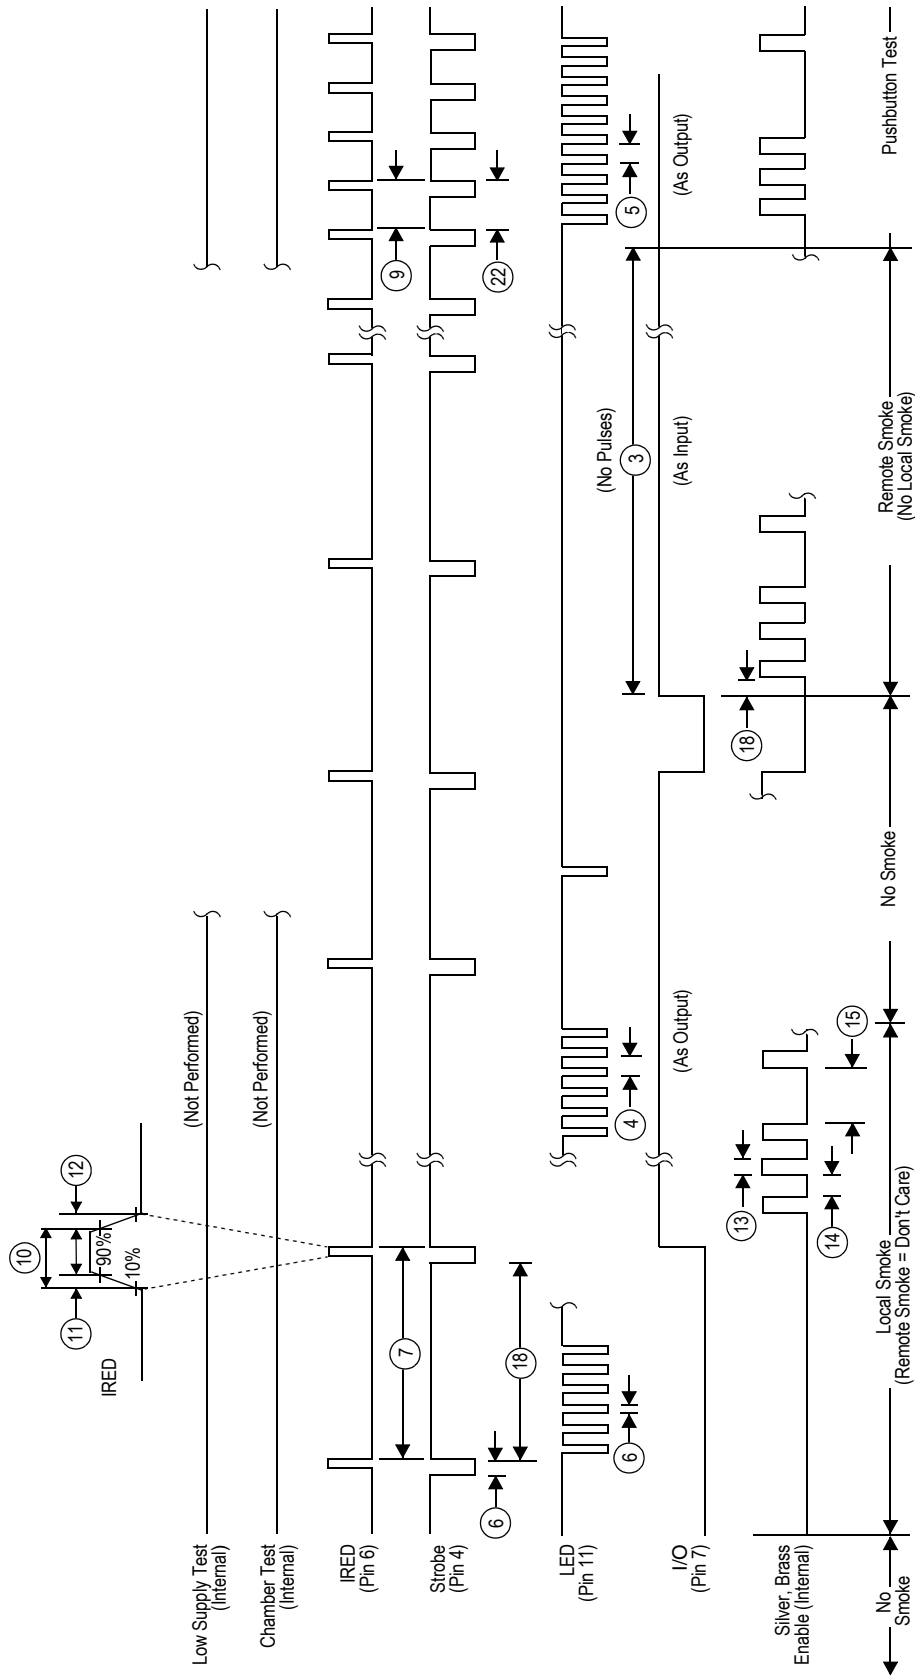 10
11
12
90%
10%
IRED
Low Supply Test
(Internal)
(Not Performed)
Chamber Test
(Internal)
(Not Performed)
IRED
(Pin 6)
7
9
Strobe
(Pin 4)
6
18
22
LED
(Pin 11)
6
4
(No Pulses)
3
5
I/O
(Pin 7)
(As Output)
(As Input)
(As Output)
Silver, Brass
Enable (Internal)
13
14
15
18
No
Smoke
Local Smoke
(Remote Smoke = Don't Care)
No Smoke
Remote Smoke
(No Local Smoke)
Pushbutton Test